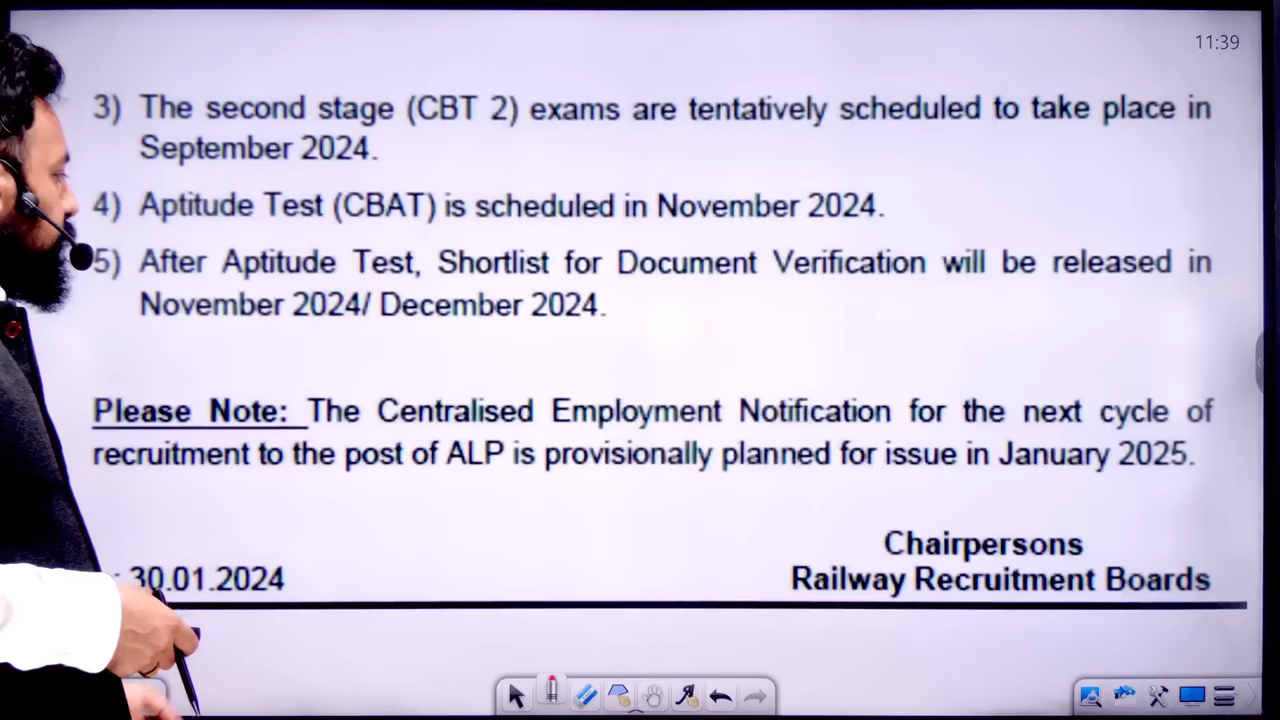 11:39
3) The second stage (CBT 2) exams are tentatively scheduled to take place in
September 2024.
4) Aptitude Test (CBAT) is scheduled in November 2024.
5) After Aptitude Test, Shortlist for Document Verification will be released in
November 2024/ December 2024.
Please Note: The Centralised Employment Notification for the next cycle of
recruitment to the post of ALP is provisionally planned for issue in January 2025.
Chairpersons
: 30.01.2024 Railway Recruitment Boards